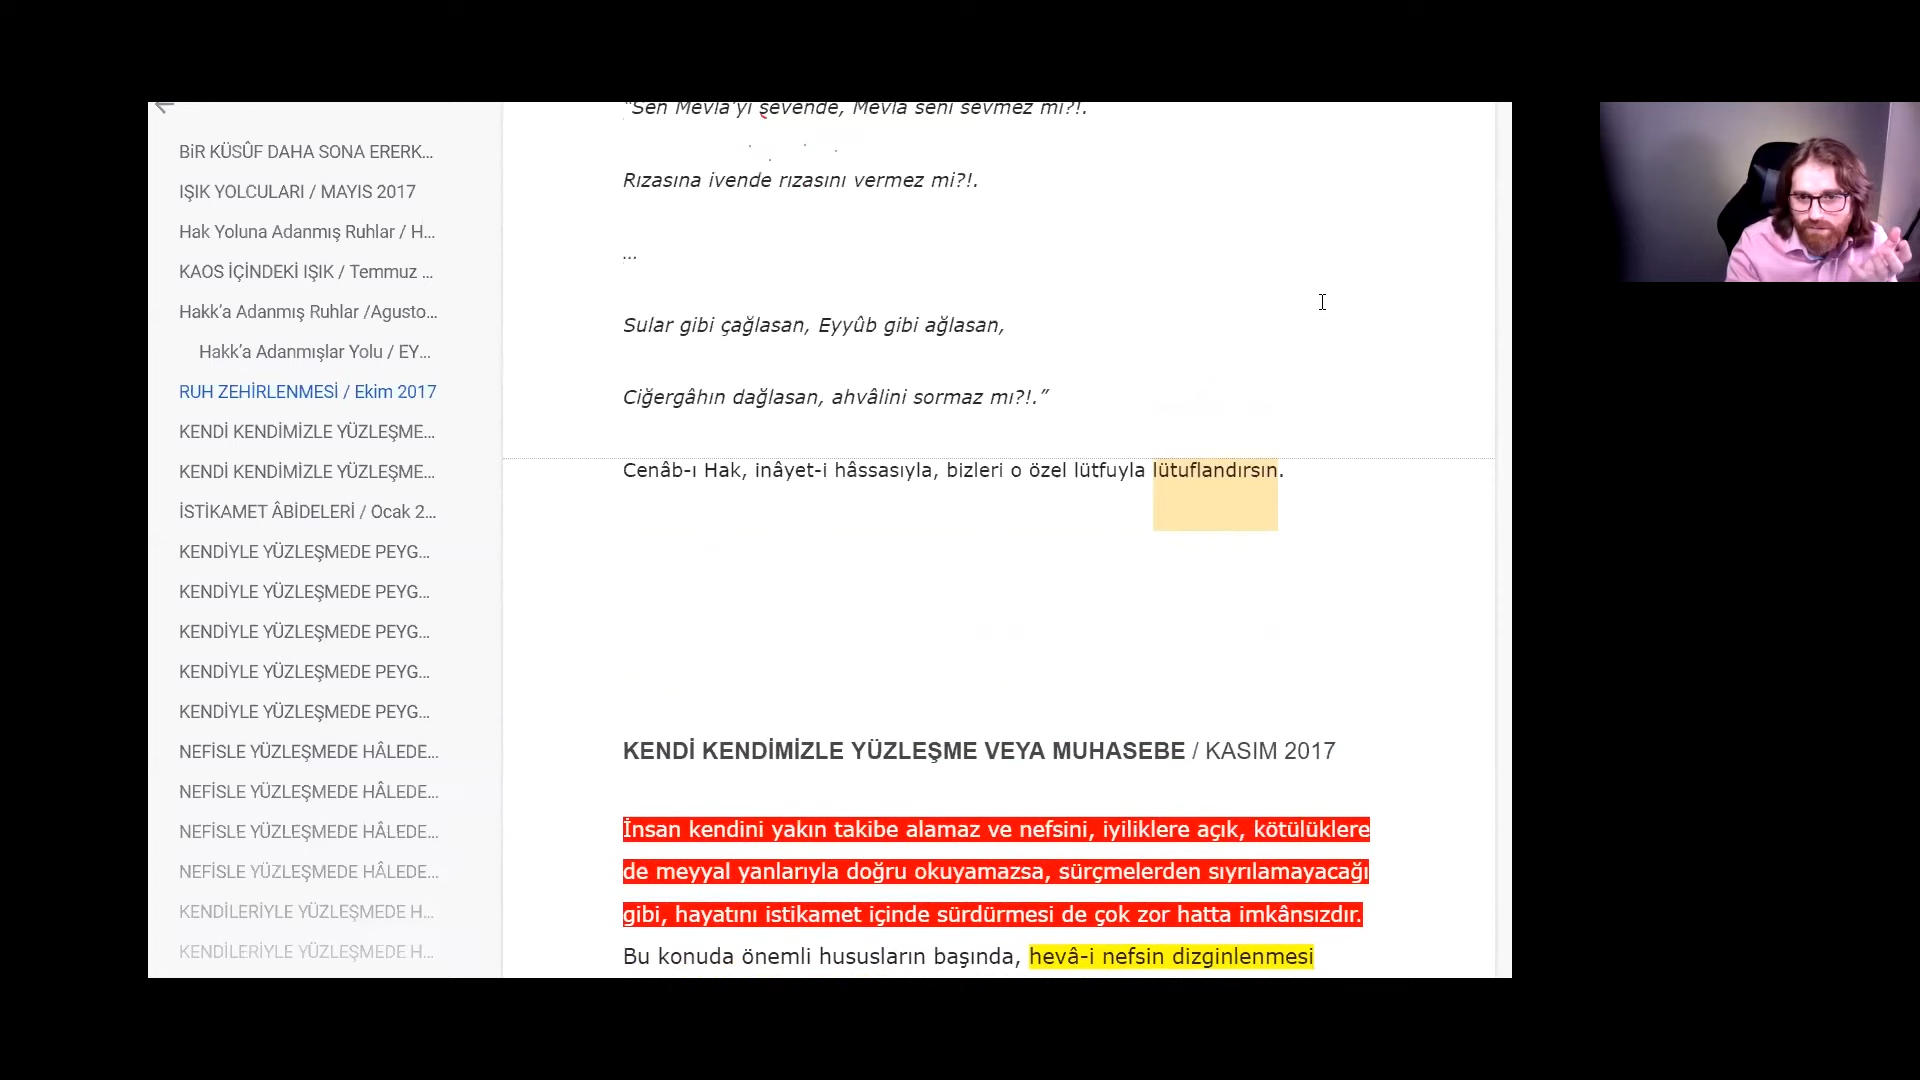 BİR KÜSÛF DAHA SONA ERERK...
IŞIK YOLCULARI / MAYIS 2017
Hak Yoluna Adanmış Ruhlar / H...
KAOS İÇİNDEKİ IŞIK / Temmuz ...
Hakk’a Adanmış Ruhlar /Agusto...
Hakk’a Adanmışlar Yolu / EY...
RUH ZEHİRLENMESİ / Ekim 2017
KENDİ KENDİMİZLE YÜZLEŞME...
KENDİ KENDİMİZLE YÜZLEŞME...
İSTİKAMET ÂBİDELERİ / Ocak 2...
KENDİYLE YÜZLEŞMEDE PEYG...
KENDİYLE YÜZLEŞMEDE PEYG...
KENDİYLE YÜZLEŞMEDE PEYG...
KENDİYLE YÜZLEŞMEDE PEYG...
KENDİYLE YÜZLEŞMEDE PEYG...
NEFİSLE YÜZLEŞMEDE HÂLEDE...
NEFİSLE YÜZLEŞMEDE HÂLEDE...
NEFİSLE YÜZLEŞMEDE HÂLEDE...
NEFİSLE YÜZLEŞMEDE HÂLEDE...
KENDİLERİYLE YÜZLEŞMEDE H...
KENDİLERİYLE YÜZLEŞMEDE H...
“Sen Mevlâ’yı sevende, Mevlâ seni sevmez mi?!.
Rızasına ivende rızasını vermez mi?!.
...
Sular gibi çağlasan, Eyyûb gibi ağlasan,
Ciğergâhın dağlasan, ahvâlini sormaz mı?!.”
Cenâb-ı Hak, inâyet-i hâssasıyla, bizleri o özel lütfuyla lütuflandırsın.
KENDİ KENDİMİZLE YÜZLEŞME VEYA MUHASEBE / KASIM 2017
İnsan kendini yakın takibe alamaz ve nefsini, iyiliklere açık, kötülüklere
de meyyal yanlarıyla doğru okuyamazsa, sürçmelerden sıyrılamayacağı
gibi, hayatını istikamet içinde sürdürmesi de çok zor hatta imkânsızdır.
Bu konuda önemli hususların başında, hevâ-i nefsin dizginlenmesi